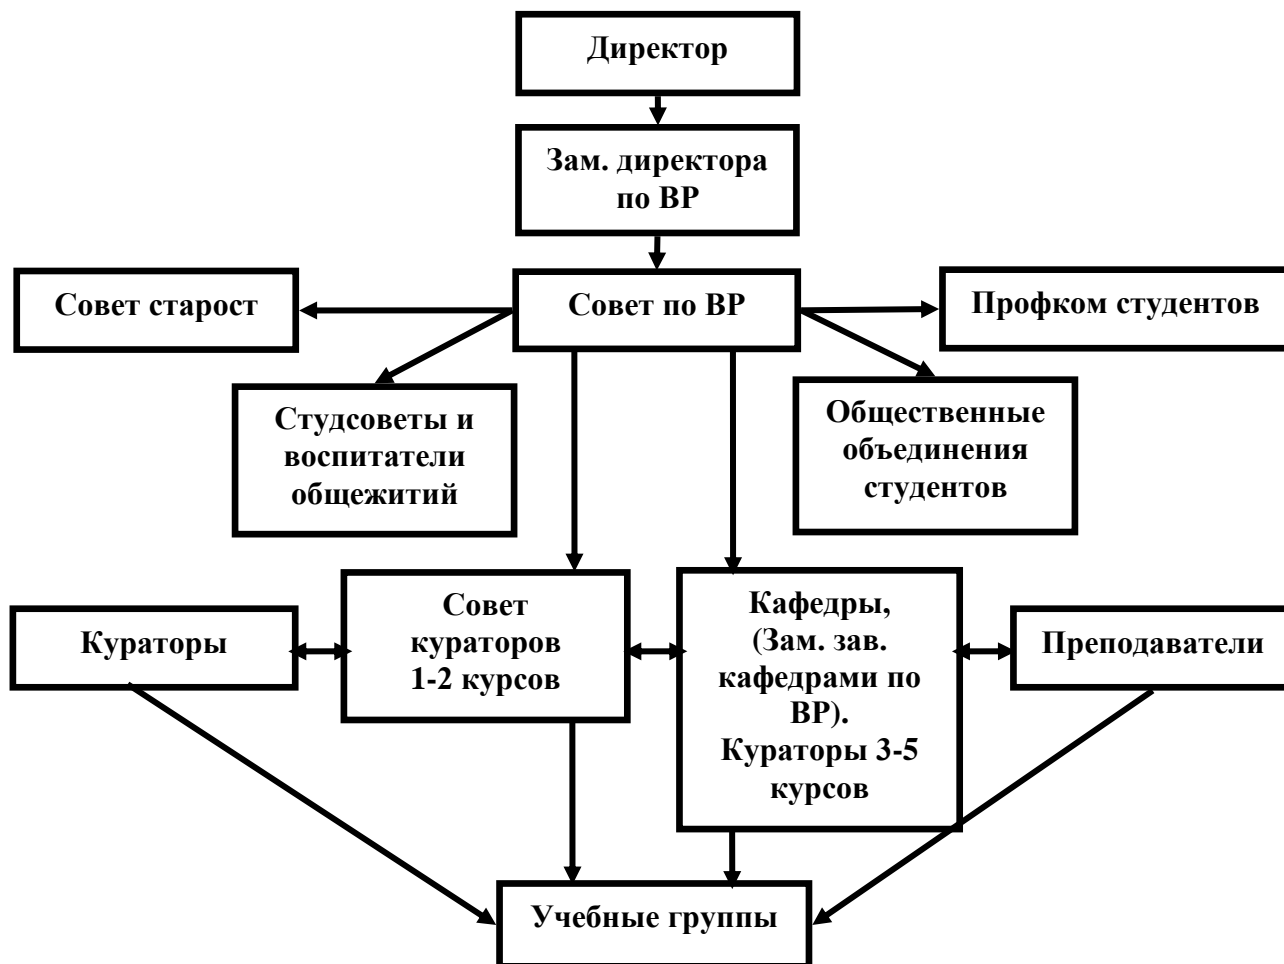 Директор
Зам. директора
по ВР
Совет старост
Совет по ВР
Профком студентов
Студсоветы и
воспитатели
общежитий
Общественные
объединения
студентов
Кураторы
Совет
кураторов
1-2 курсов
Кафедры,
(Зам. зав.
кафедрами по
ВР).
Кураторы 3-5
курсов
Преподаватели
Учебные группы